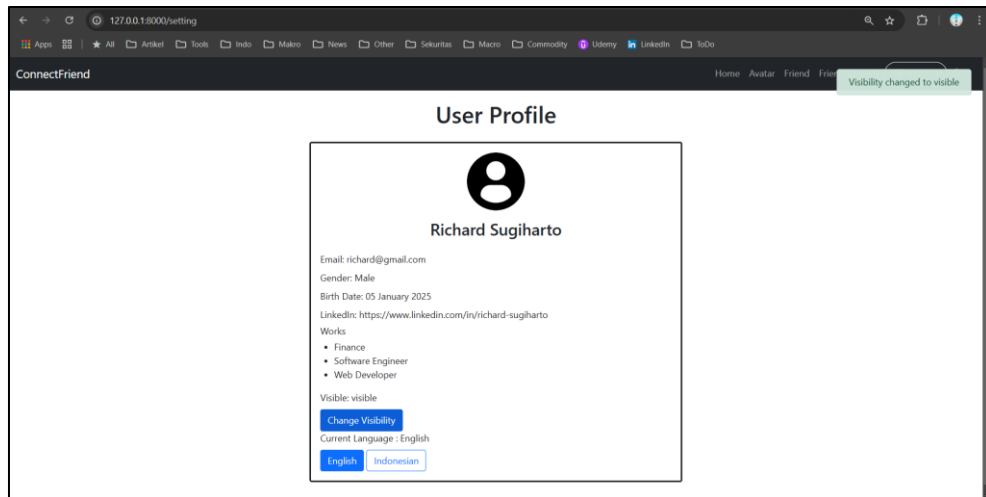 127.0.0.1:8000/setting
Apps All Artikel Tools Indo Makro News Other Sekuritas Macro Commodity Udemy LinkedIn ToDo
ConnectFriend Home Avatar Friend
Visibility changed to visible
User Profile
Richard Sugiharto
Email: richard@gmail.com
Gender: Male
Birth Date: 05 January 2025
LinkedIn: https://www.linkedin.com/in/richard-sugiharto
Works
• Finance
• Software Engineer
• Web Developer
Visible: visible
Change Visibility
Current Language : English
English Indonesian